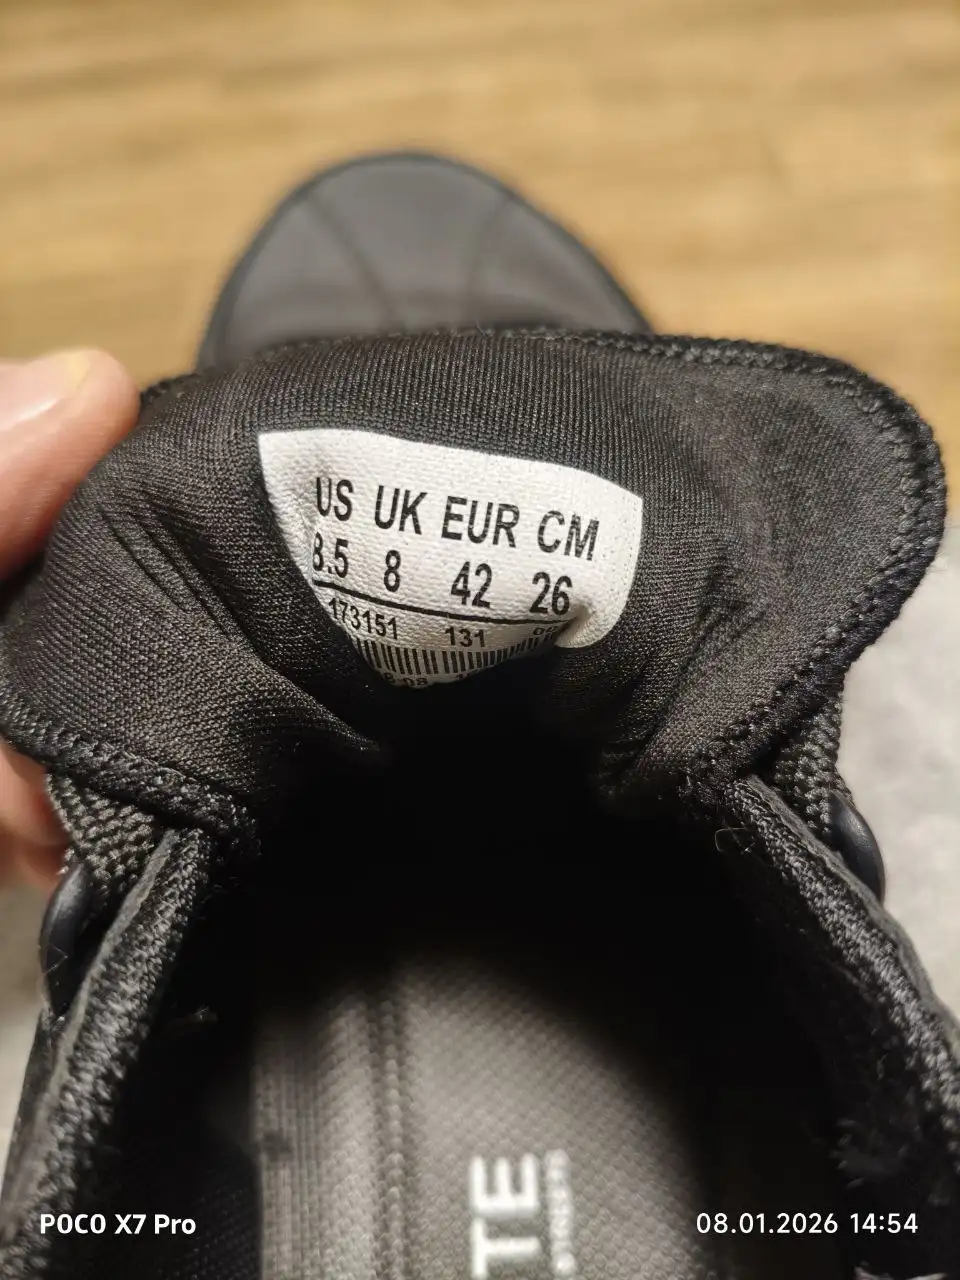 US UK EUR CM
8.5 8 42 26
173151 131
TE
POCO X7 Pro
08.01.2026 14:54